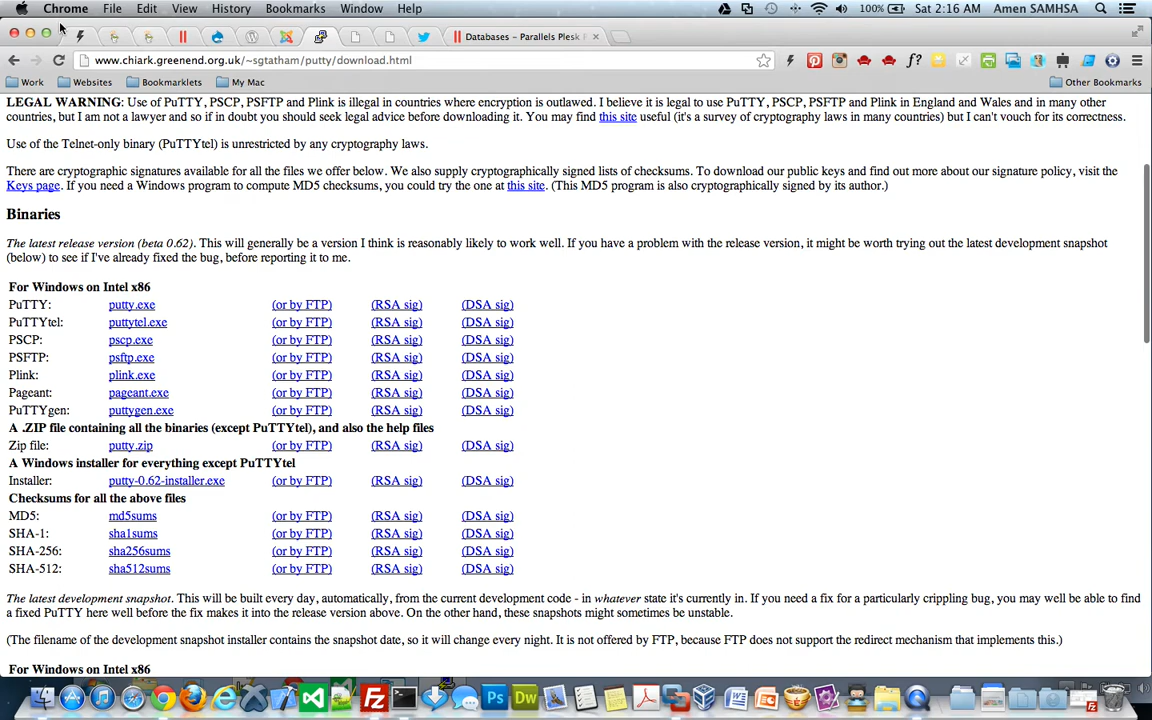 Chrome File Edit View History Bookmarks Window Help
100% Sat 2:16 AM Amen SAMHSA
Databases - Parallels Plesk P
www.chiark.greenend.org.uk/~sgtatham/putty/download.html
Work Websites Bookmarklets My Mac Other Bookmarks
LEGAL WARNING: Use of PuTTY, PSCP, PSFTP and Plink is illegal in countries where encryption is outlawed. I believe it is legal to use PuTTY, PSCP, PSFTP and Plink in England and Wales and in many other
countries, but I am not a lawyer and so if in doubt you should seek legal advice before downloading it. You may find this site useful (it's a survey of cryptography laws in many countries) but I can't vouch for its correctness.
Use of the Telnet-only binary (PuTTYtel) is unrestricted by any cryptography laws.
There are cryptographic signatures available for all the files we offer below. We also supply cryptographically signed lists of checksums. To download our public keys and find out more about our signature policy, visit the
Keys page. If you need a Windows program to compute MD5 checksums, you could try the one at this site. (This MD5 program is also cryptographically signed by its author.)
Binaries
The latest release version (beta 0.62). This will generally be a version I think is reasonably likely to work well. If you have a problem with the release version, it might be worth trying out the latest development snapshot
(below) to see if I've already fixed the bug, before reporting it to me.
For Windows on Intel x86
PuTTY: putty.exe (or by FTP) (RSA sig) (DSA sig)
PuTTYtel: puttytel.exe (or by FTP) (RSA sig) (DSA sig)
PSCP: pscp.exe (or by FTP) (RSA sig) (DSA sig)
PSFTP: psftp.exe (or by FTP) (RSA sig) (DSA sig)
Plink: plink.exe (or by FTP) (RSA sig) (DSA sig)
Pageant: pageant.exe (or by FTP) (RSA sig) (DSA sig)
PuTTYgen: puttygen.exe (or by FTP) (RSA sig) (DSA sig)
A .ZIP file containing all the binaries (except PuTTYtel), and also the help files
Zip file: putty.zip (or by FTP) (RSA sig) (DSA sig)
A Windows installer for everything except PuTTYtel
Installer: putty-0.62-installer.exe (or by FTP) (RSA sig) (DSA sig)
Checksums for all the above files
MD5: md5sums (or by FTP) (RSA sig) (DSA sig)
SHA-1: sha1sums (or by FTP) (RSA sig) (DSA sig)
SHA-256: sha256sums (or by FTP) (RSA sig) (DSA sig)
SHA-512: sha512sums (or by FTP) (RSA sig) (DSA sig)
The latest development snapshot. This will be built every day, automatically, from the current development code - in whatever state it's currently in. If you need a fix for a particularly crippling bug, you may well be able to find
a fixed PuTTY here well before the fix makes it into the release version above. On the other hand, these snapshots might sometimes be unstable.
(The filename of the development snapshot installer contains the snapshot date, so it will change every night. It is not offered by FTP, because FTP does not support the redirect mechanism that implements this.)
For Windows on Intel x86
Ps Dw